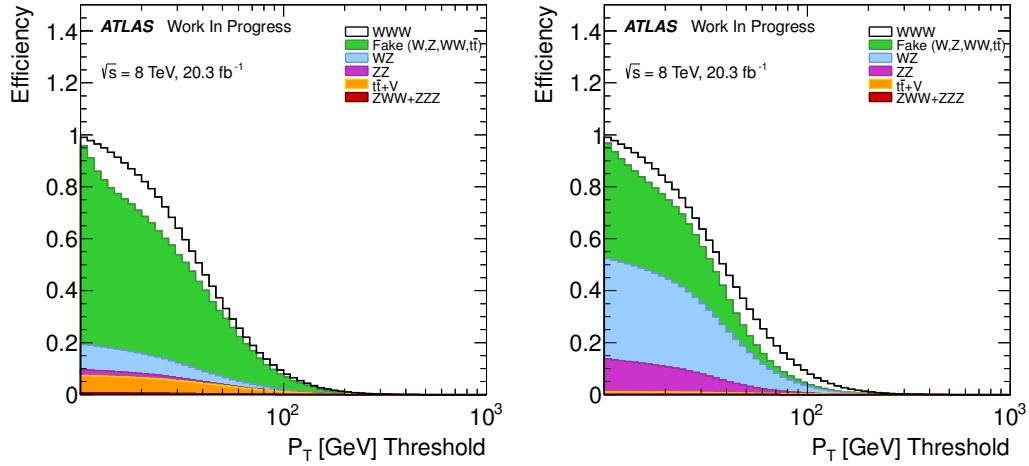 Efficiency
1.4
1.2
1
0.8
0.6
0.4
0.2
0
ATLAS Work In Progress
√s = 8 TeV, 20.3 fb⁻¹
WWW
Fake (W,Z,WW,tt̄)
WZ
ZZ
tt̄+V
ZWW+ZZZ
10²
10³
P_T [GeV] Threshold
Efficiency
1.4
1.2
1
0.8
0.6
0.4
0.2
0
ATLAS Work In Progress
√s = 8 TeV, 20.3 fb⁻¹
WWW
Fake (W,Z,WW,tt̄)
WZ
ZZ
tt̄+V
ZWW+ZZZ
10²
10³
P_T [GeV] Threshold